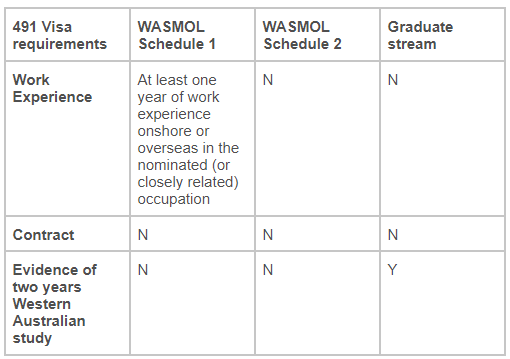 491 Visa requirements
WASMOL Schedule 1
WASMOL Schedule 2
Graduate stream
Work Experience
At least one year of work experience onshore or overseas in the nominated (or closely related) occupation
N
N
Contract
N
N
N
Evidence of two years Western Australian study
N
N
Y